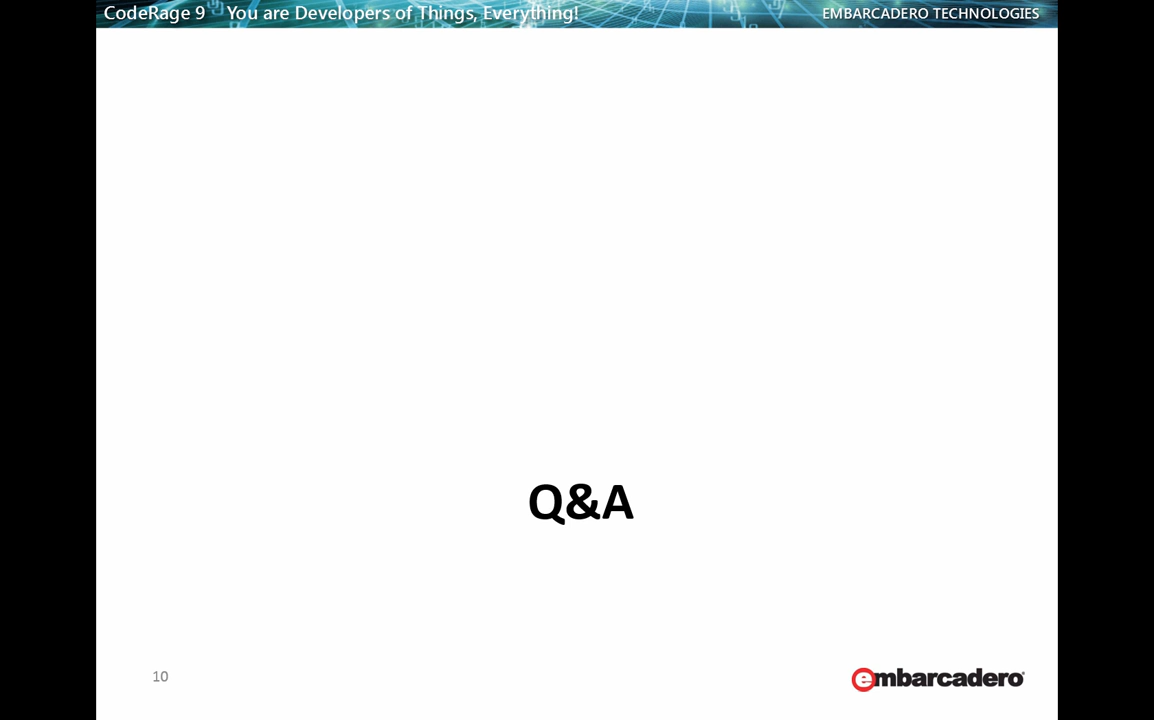 CodeRage 9 You are Developers of Things, Everything! EMBARCADERO TECHNOLOGIES
Q&A
10 embarcadero